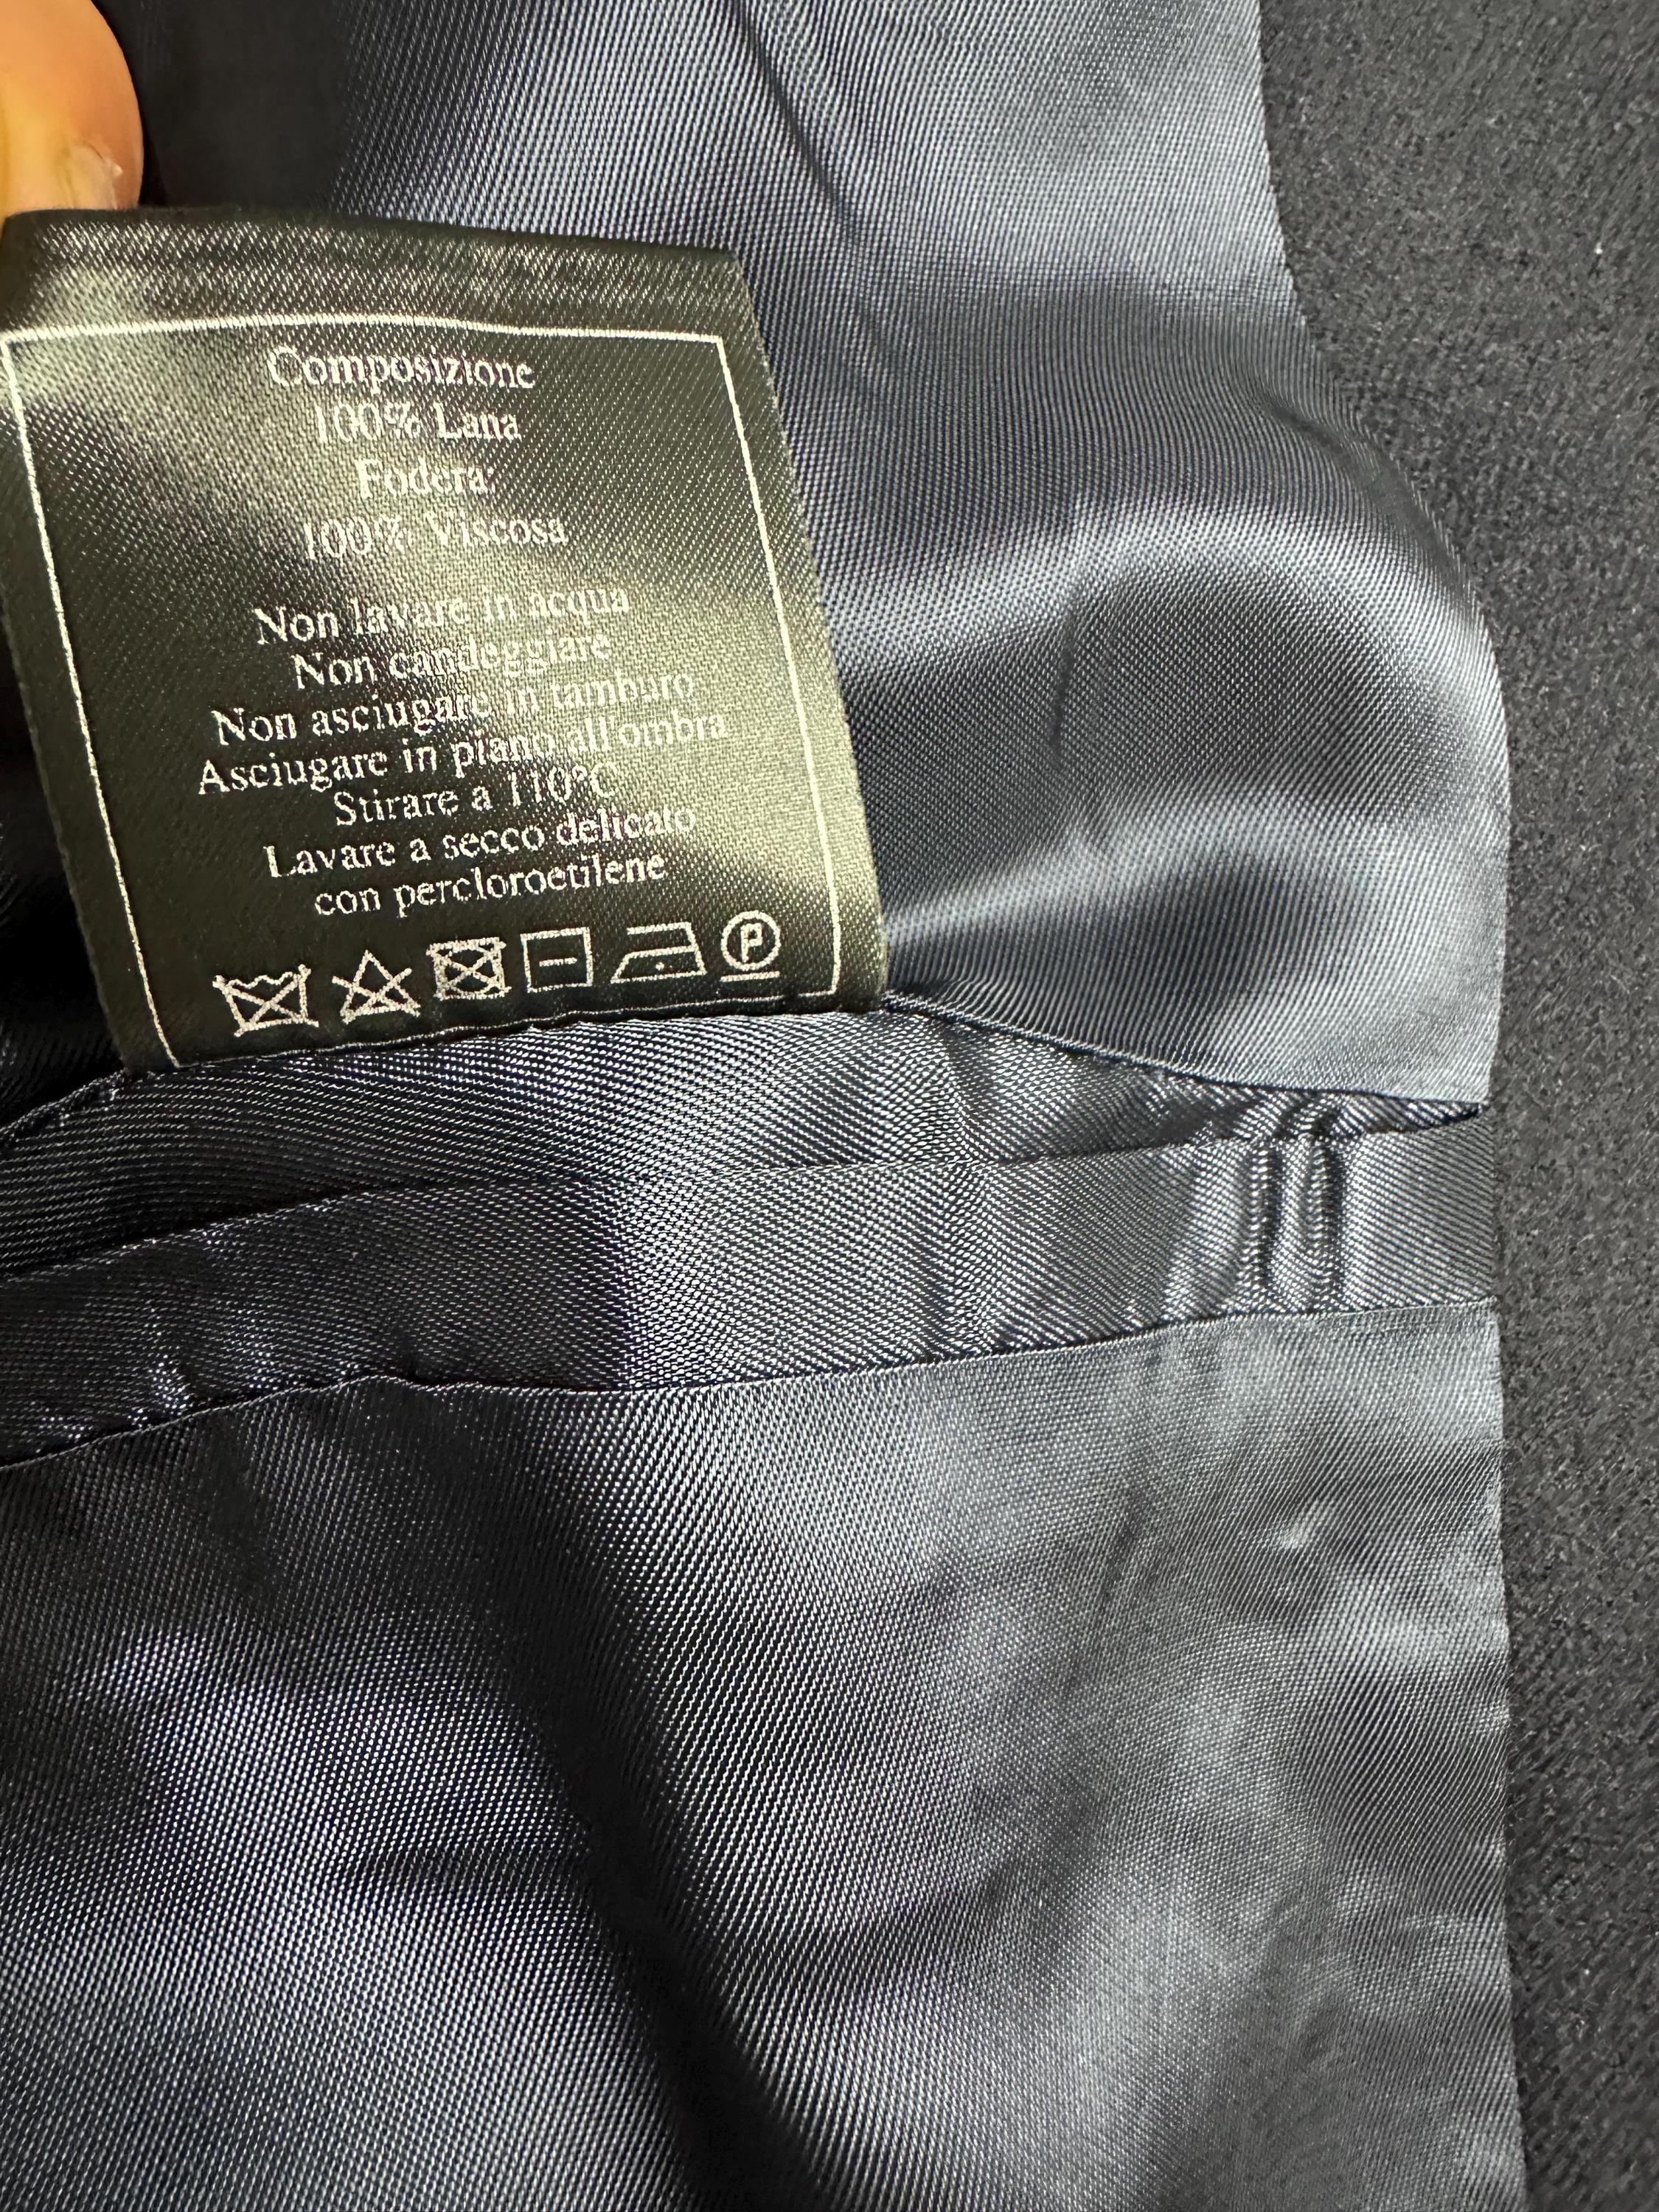 Composizione
100% Lana
Fodera:
100% Viscosa
Non lavare in acqua
Non candeggiare
Non asciugare in tamburo
Asciugare in piano all'ombra
Stirare a 110°C
Lavare a secco delicato
con percloroetilene
P